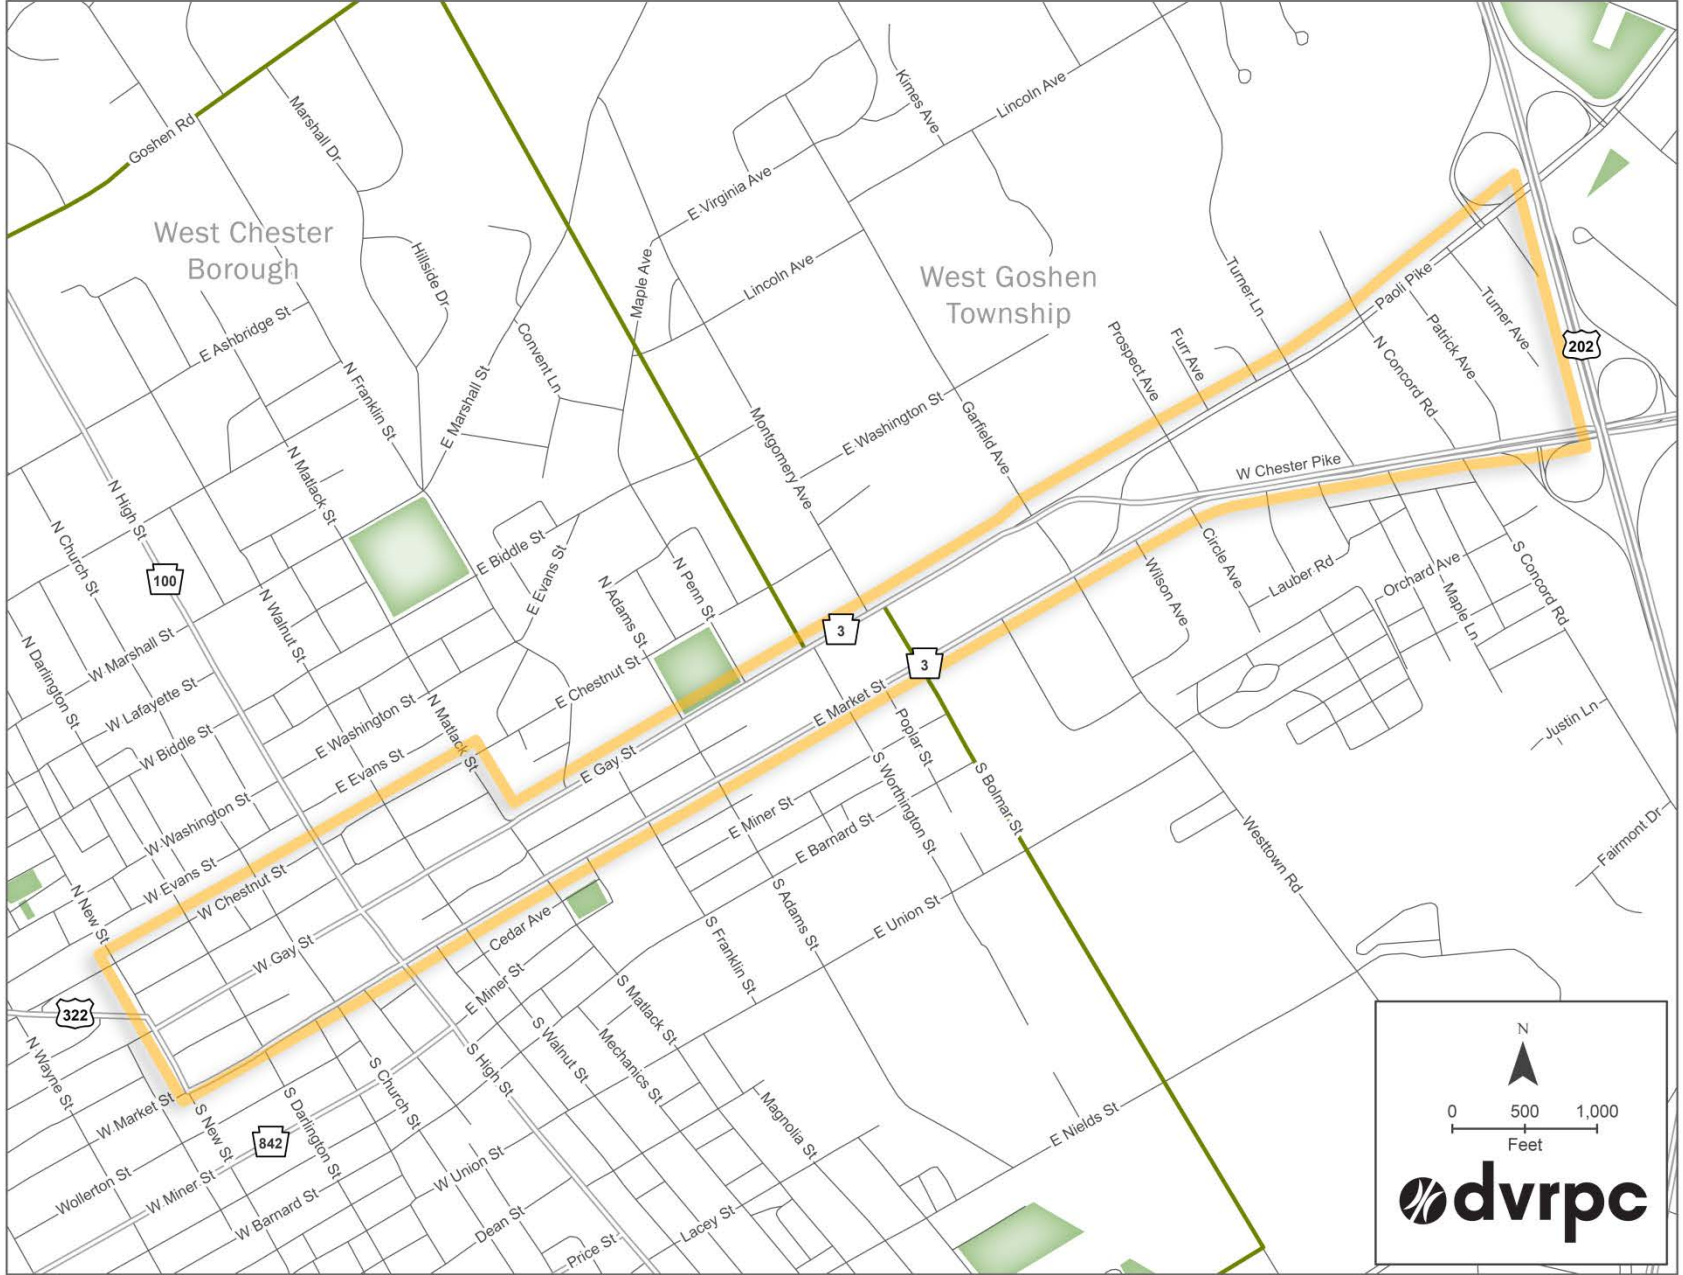 Goshen Rd
Marshall Dr
Kimes Ave
Lincoln Ave
E Virginia Ave
West Chester
Borough
Hillside Dr
Maple Ave
Lincoln Ave
West Goshen
Township
Turner Ln
Paoli Pike
Turner Ave
202
E Ashbridge St
Convent Ln
Prospect Ave
Furr Ave
N Concord Rd
Patrick Ave
N Franklin St
E Marshall St
Montgomery Ave
E Washington St
Garfield Ave
W Chester Pike
N High St
N Matlack St
N Church St
100
E Biddle St
E Evans St
N Adams St
N Penn St
Circle Ave
Wilson Ave
Lauber Rd
Orchard Ave
S Concord Rd
Maple Ln
N Walnut St
3
3
N Darlington St
W Marshall St
W Lafayette St
W Biddle St
E Washington St
N Matlack St
E Chestnut St
E Market St
Poplar St
Justin Ln
E Evans St
E Gay St
S Worthington St
S Bolmar St
W Washington St
E Miner St
E Barnard St
Westtown Rd
Fairmont Dr
W Evans St
W Chestnut St
N New St
Cedar Ave
S Adams St
E Union St
W Gay St
E Miner St
S Franklin St
S Matlack St
322
N Wayne St
S High St
S Walnut St
Mechanics St
S Church St
S Darlington St
W Market St
S New St
842
Magnolia St
E Nields St
Wollerton St
W Miner St
W Union St
W Barnard St
Dean St
Price St
Lacey St
N
0 500 1,000
Feet
dvrpc